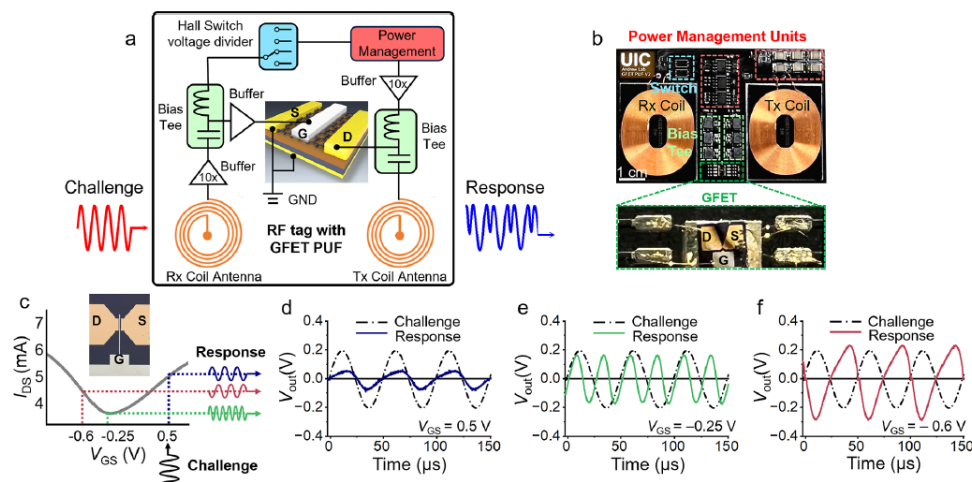 a
Hall Switch
voltage divider
Power
Management
Buffer
10x
Bias
Tee
Buffer
S
G
D
Bias
Tee
Buffer
10x
GND
Challenge
Response
RF tag with
GFET PUF
Rx Coil Antenna
Tx Coil Antenna
b
Power Management Units
UIC
Switch
Rx Coil
Tx Coil
Bias
Tee
1 cm
GFET
D
S
G
c
D
S
G
Response
7
6
5
4
I_DS (mA)
-0.6
-0.25
0.5
V_GS (V)
Challenge
d
Challenge
Response
0.4
0.2
0.0
−0.2
−0.4
V_out(V)
V_GS = 0.5 V
0
50
100
150
Time (µs)
e
Challenge
Response
0.4
0.2
0.0
−0.2
−0.4
V_out(V)
V_GS = −0.25 V
0
50
100
150
Time (µs)
f
Challenge
Response
0.4
0.2
0.0
−0.2
−0.4
V_out(V)
V_GS = − 0.6 V
0
50
100
150
Time (µs)